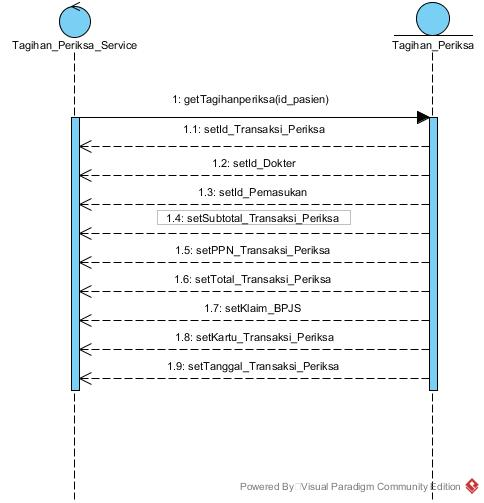 Tagihan_Periksa_Service
Tagihan_Periksa
1: getTagihanperiksa(id_pasien)
1.1: setId_Transaksi_Periksa
1.2: setId_Dokter
1.3: setId_Pemasukan
1.4: setSubtotal_Transaksi_Periksa
1.5: setPPN_Transaksi_Periksa
1.6: setTotal_Transaksi_Periksa
1.7: setKlaim_BPJS
1.8: setKartu_Transaksi_Periksa
1.9: setTanggal_Transaksi_Periksa
Powered By Visual Paradigm Community Edition